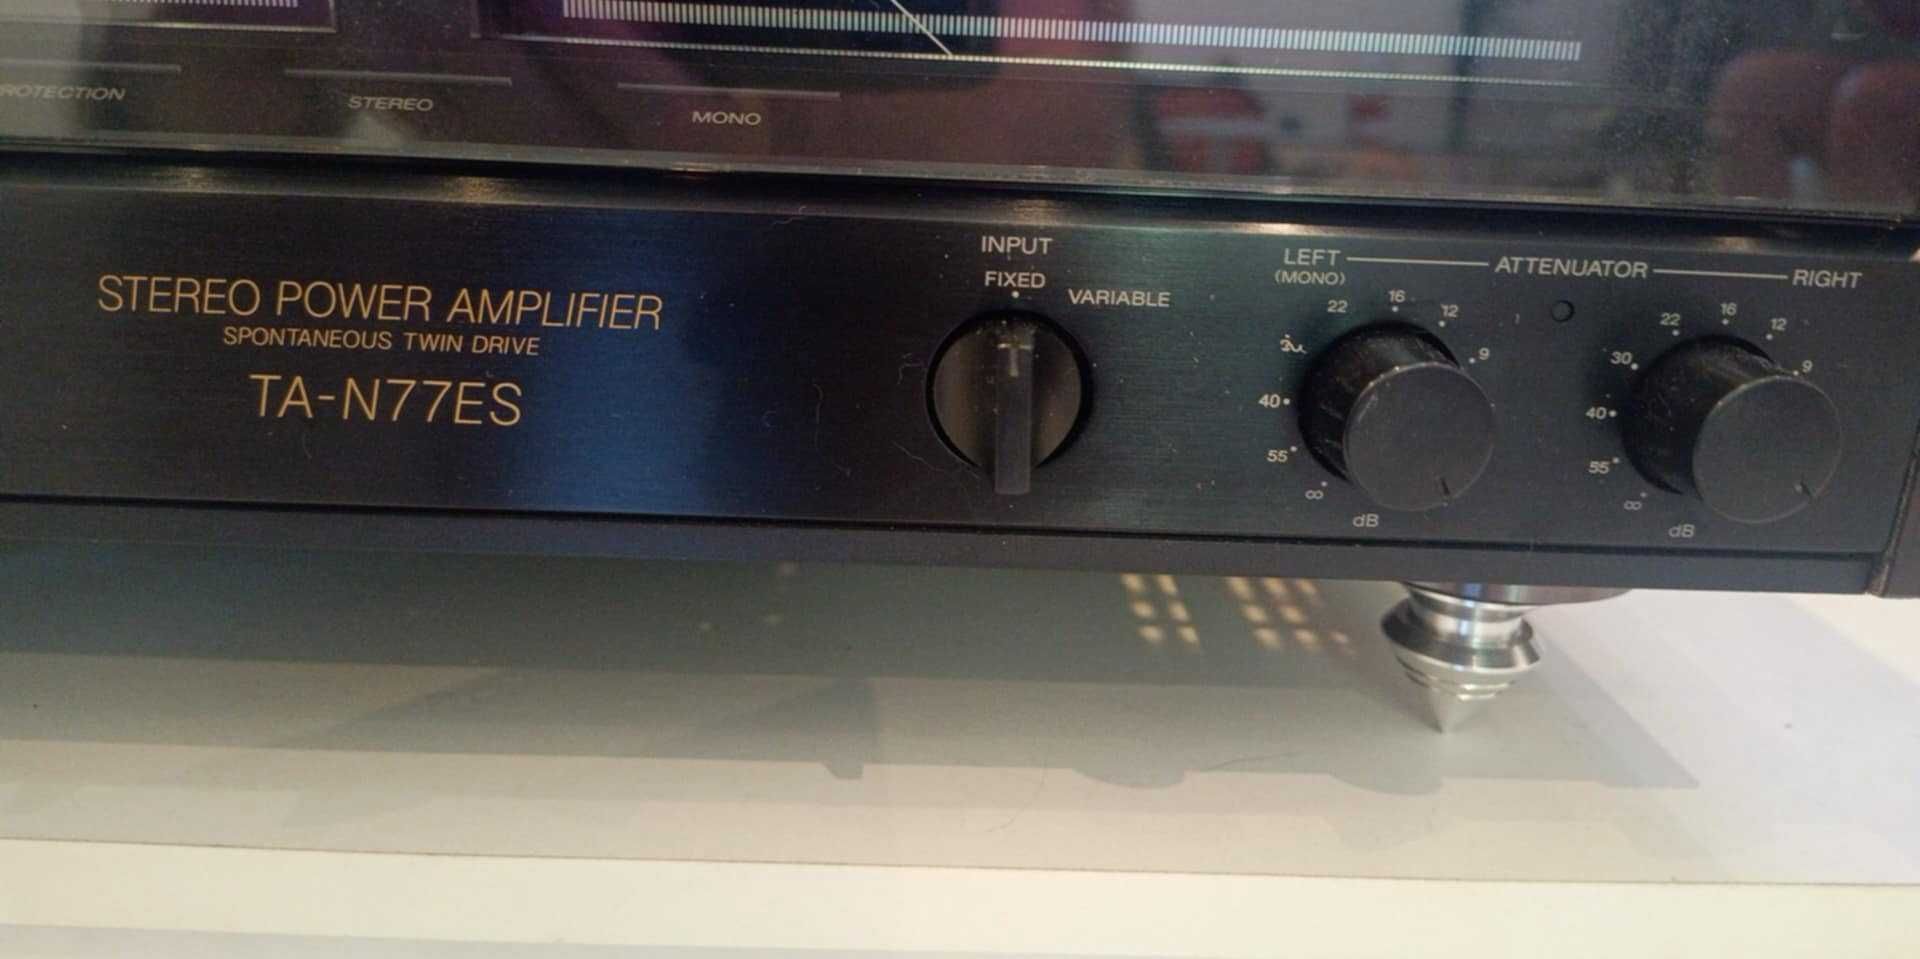 STEREO
MONO
STEREO POWER AMPLIFIER
SPONTANEOUS TWIN DRIVE
TA-N77ES
INPUT
FIXED
VARIABLE
LEFT ATTENUATOR RIGHT
(MONO)
22 16 12 9
40
55
∞
dB
30 22 16 12 9
40
55
∞
dB